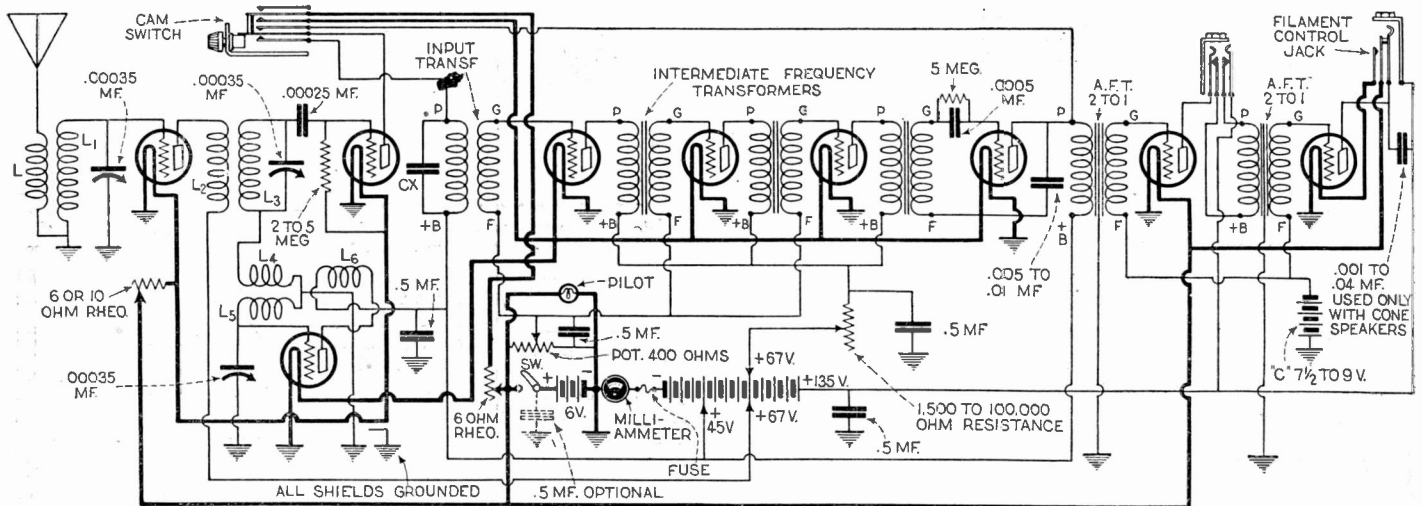 CAM
SWITCH
INPUT
TRANSF
FILAMENT
CONTROL
JACK
.00035
MF.
.00035
MF.
.00025 MF.
INTERMEDIATE FREQUENCY
TRANSFORMERS
5 MEG.
.0005
MF.
A.F.T.
2 TO 1
A.F.T.
2 TO 1
P
G
P
G
P
G
P
G
P
G
P
G
L
L1
L2
L3
2 TO 5
MEG
CX
+B
F
+B
F
+B
F
+B
F
+
B
F
+B
F
L4
L6
L5
6 OR 10
OHM RHEO.
.5 MF.
PILOT
.5 MF.
POT. 400 OHMS
.5 MF
.005 TO
.01 MF
.001 TO
.04 MF.
USED ONLY
WITH CONE
SPEAKERS
"C" 7 1/2 TO 9 V.
00035
MF.
6 OHM
RHEO.
SW.
+
-
6V.
MILLI-
AMMETER
-
FUSE
+67V.
+
45V
+67V.
+135V.
.5 MF.
1,500 TO 100,000
OHM RESISTANCE
ALL SHIELDS GROUNDED
.5 MF. OPTIONAL